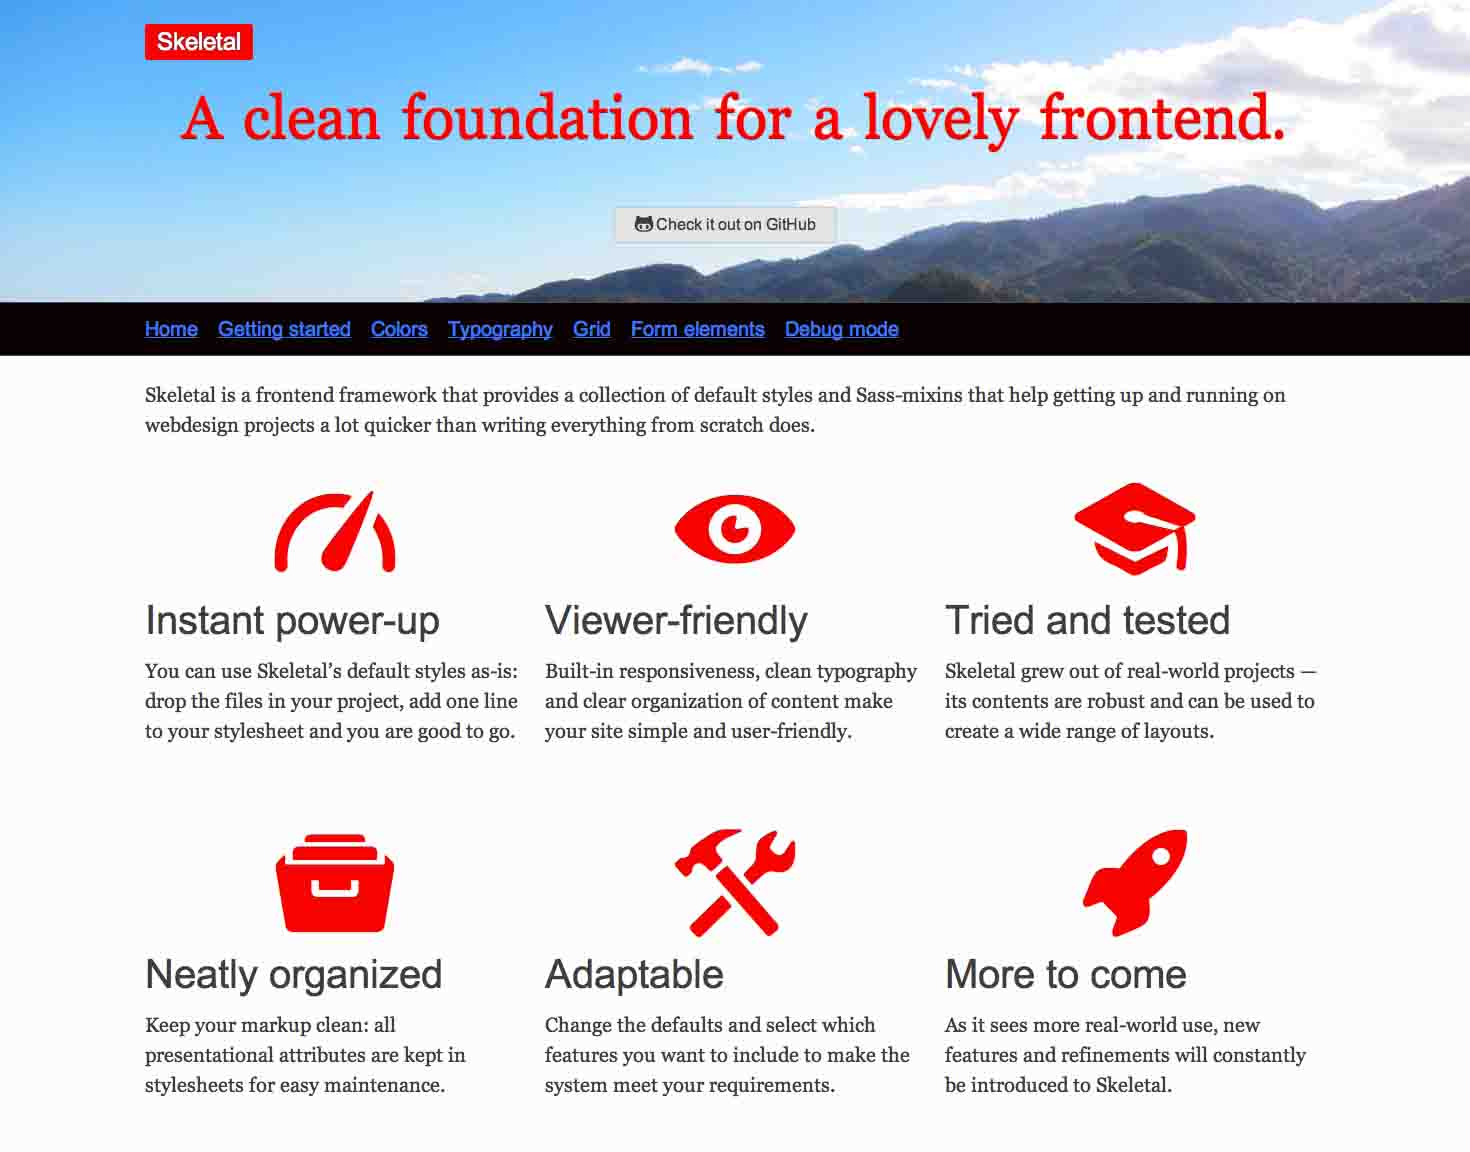 Skeletal
A clean foundation for a lovely frontend.
Check it out on GitHub
Home Getting started Colors Typography Grid Form elements Debug mode
Skeletal is a frontend framework that provides a collection of default styles and Sass-mixins that help getting up and running on
webdesign projects a lot quicker than writing everything from scratch does.
Instant power-up
You can use Skeletal’s default styles as-is:
drop the files in your project, add one line
to your stylesheet and you are good to go.
Viewer-friendly
Built-in responsiveness, clean typography
and clear organization of content make
your site simple and user-friendly.
Tried and tested
Skeletal grew out of real-world projects —
its contents are robust and can be used to
create a wide range of layouts.
Neatly organized
Keep your markup clean: all
presentational attributes are kept in
stylesheets for easy maintenance.
Adaptable
Change the defaults and select which
features you want to include to make the
system meet your requirements.
More to come
As it sees more real-world use, new
features and refinements will constantly
be introduced to Skeletal.